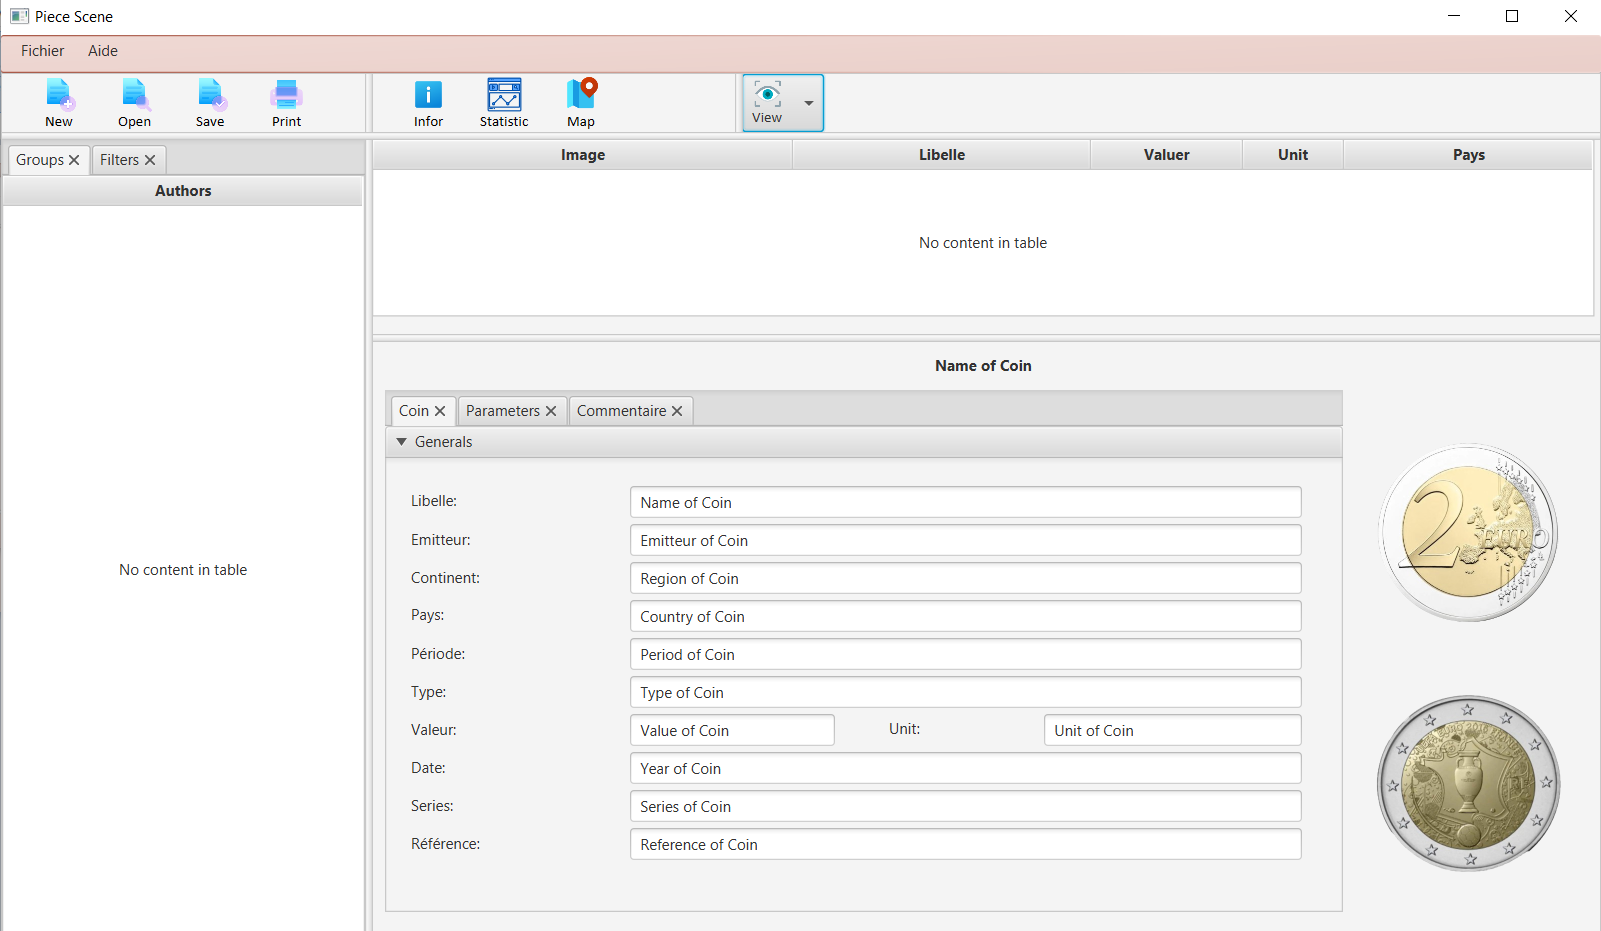 Piece Scene
Fichier Aide
New Open Save Print Infor Statistic Map View
Groups Filters
Authors
No content in table
Image Libelle Valuer Unit Pays
No content in table
Name of Coin
Coin Parameters Commentaire
Generals
Libelle: Name of Coin
Emitteur: Emitteur of Coin
Continent: Region of Coin
Pays: Country of Coin
Période: Period of Coin
Type: Type of Coin
Valeur: Value of Coin Unit: Unit of Coin
Date: Year of Coin
Series: Series of Coin
Référence: Reference of Coin
2 EURO